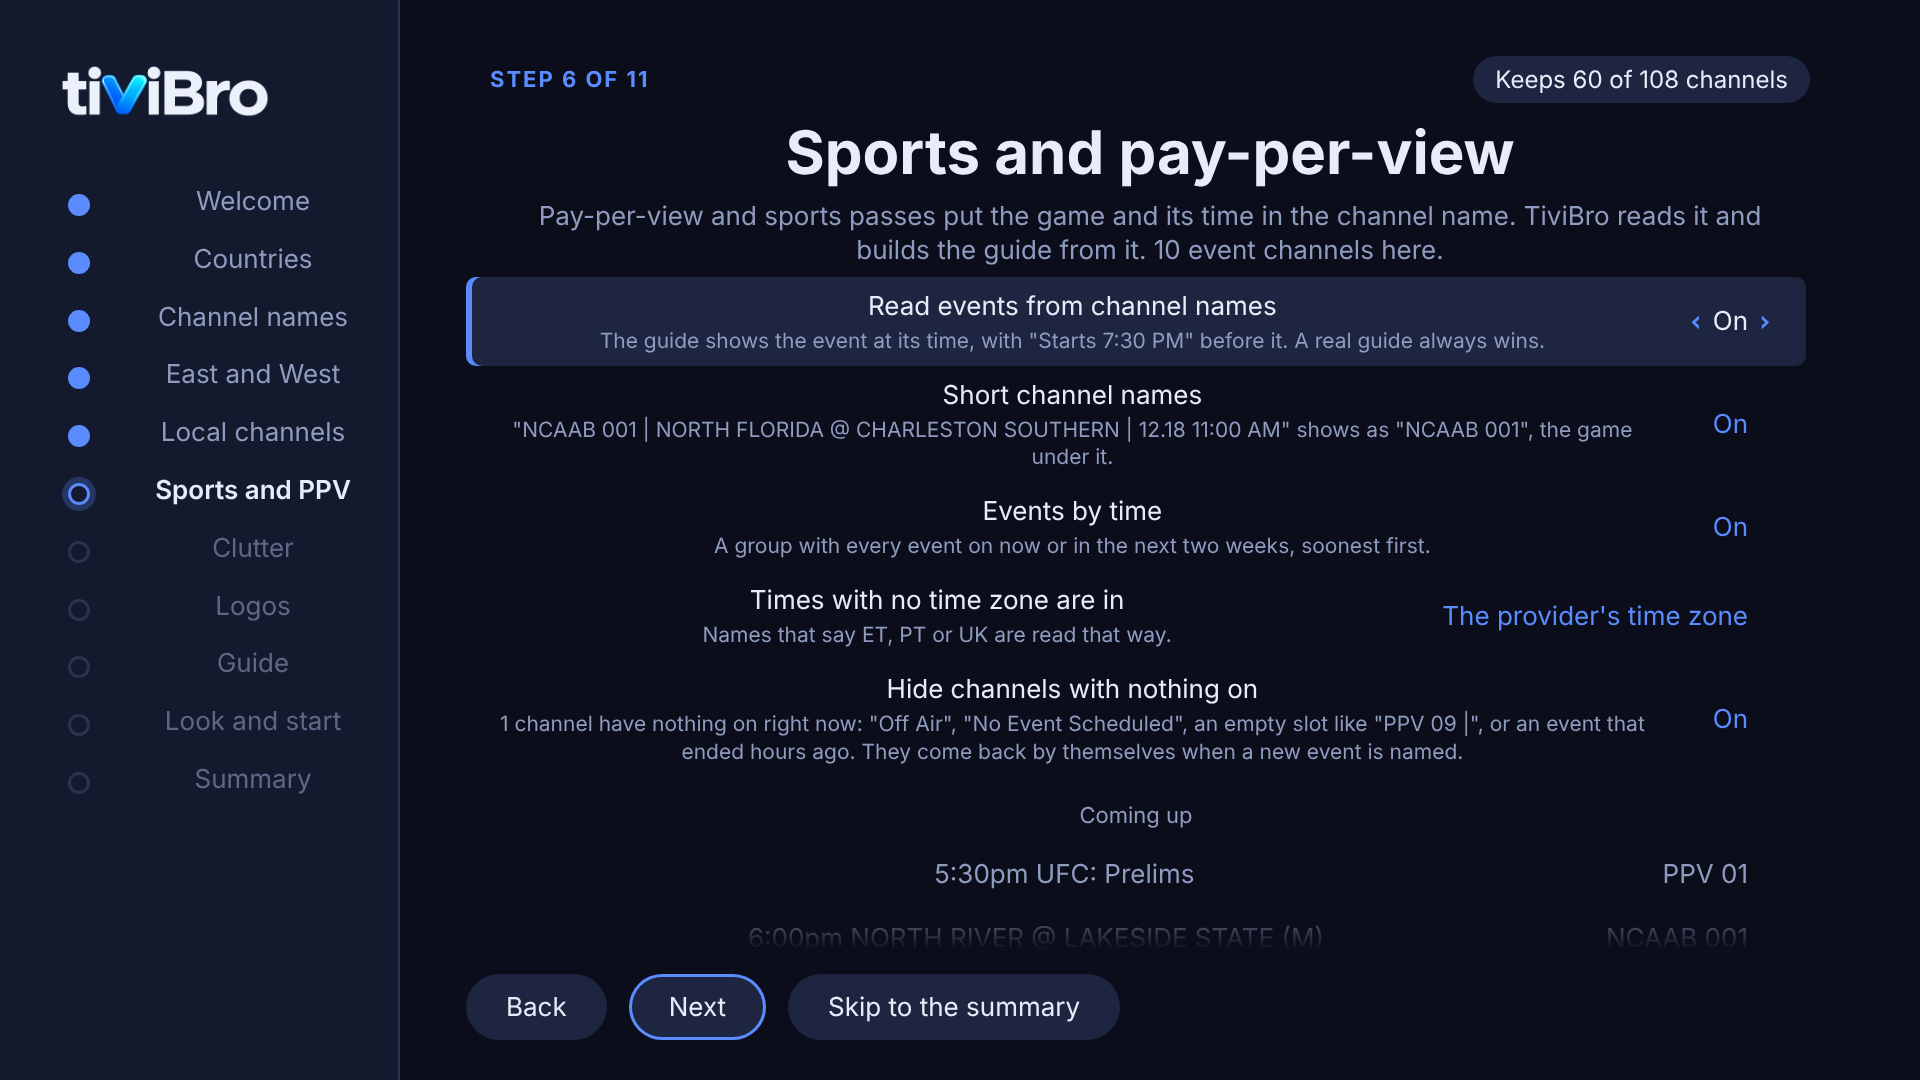 tiviBro
Welcome
Countries
Channel names
East and West
Local channels
Sports and PPV
Clutter
Logos
Guide
Look and start
Summary
STEP 6 OF 11
Keeps 60 of 108 channels
Sports and pay-per-view
Pay-per-view and sports passes put the game and its time in the channel name. TiviBro reads it and
builds the guide from it. 10 event channels here.
Read events from channel names
The guide shows the event at its time, with "Starts 7:30 PM" before it. A real guide always wins.
‹ On ›
Short channel names
"NCAAB 001 | NORTH FLORIDA @ CHARLESTON SOUTHERN | 12.18 11:00 AM" shows as "NCAAB 001", the game
under it.
On
Events by time
A group with every event on now or in the next two weeks, soonest first.
On
Times with no time zone are in
Names that say ET, PT or UK are read that way.
The provider's time zone
Hide channels with nothing on
1 channel have nothing on right now: "Off Air", "No Event Scheduled", an empty slot like "PPV 09 |", or an event that
ended hours ago. They come back by themselves when a new event is named.
On
Coming up
5:30pm UFC: Prelims
PPV 01
6:00pm NORTH RIVER @ LAKESIDE STATE (M)
NCAAB 001
Back
Next
Skip to the summary